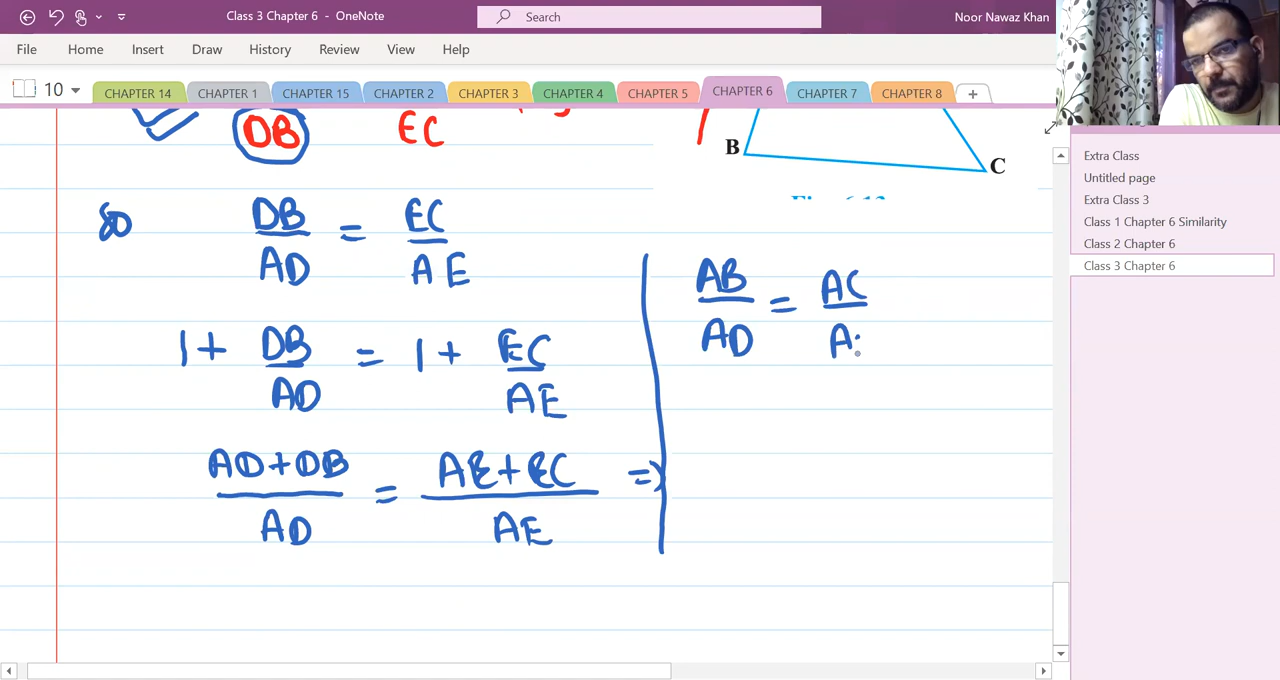 Class 3 Chapter 6 - OneNote
Search
Noor Nawaz Khan
File Home Insert Draw History Review View Help
10 CHAPTER 14 CHAPTER 1 CHAPTER 15 CHAPTER 2 CHAPTER 3 CHAPTER 4 CHAPTER 5 CHAPTER 6 CHAPTER 7 CHAPTER 8 +
DB EC
B C
so DB/AD = EC/AE
1 + DB/AD = 1 + EC/AE
AD+DB/AD = AE+EC/AE =>
AB/AD = AC/A
Extra Class
Untitled page
Extra Class 3
Class 1 Chapter 6 Similarity
Class 2 Chapter 6
Class 3 Chapter 6